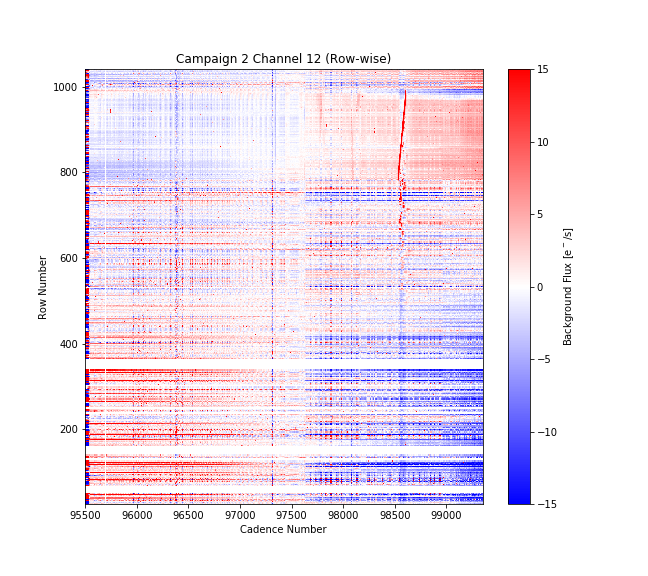 Campaign 2 Channel 12 (Row-wise)
1000
800
600
400
200
Row Number
95500 96000 96500 97000 97500 98000 98500 99000
Cadence Number
15
10
5
0
−5
−10
−15
Background Flux [e⁻/s]